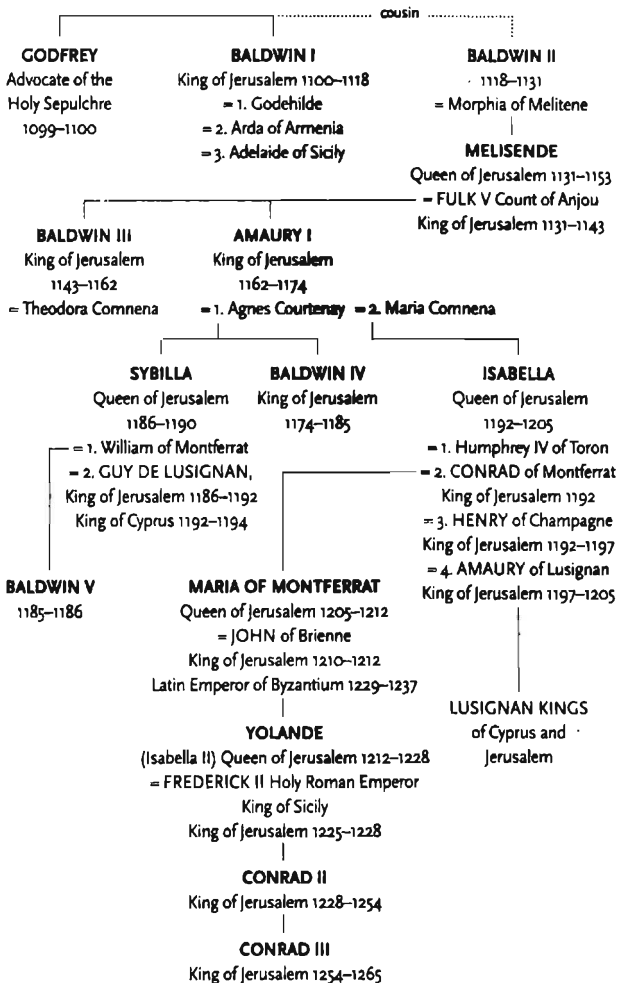 cousin
GODFREY
Advocate of the
Holy Sepulchre
1099–1100
BALDWIN I
King of Jerusalem 1100–1118
= 1. Godehilde
= 2. Arda of Armenia
= 3. Adelaide of Sicily
BALDWIN II
1118–1131
= Morphia of Melitene
MELISENDE
Queen of Jerusalem 1131–1153
= FULK V Count of Anjou
King of Jerusalem 1131–1143
BALDWIN III
King of Jerusalem
1143–1162
= Theodora Comnena
AMAURY I
King of Jerusalem
1162–1174
= 1. Agnes Courtenay = 2. Maria Comnena
SYBILLA
Queen of Jerusalem
1186–1190
= 1. William of Montferrat
= 2. GUY DE LUSIGNAN,
King of Jerusalem 1186–1192
King of Cyprus 1192–1194
BALDWIN IV
King of Jerusalem
1174–1185
ISABELLA
Queen of Jerusalem
1192–1205
= 1. Humphrey IV of Toron
= 2. CONRAD of Montferrat
King of Jerusalem 1192
= 3. HENRY of Champagne
King of Jerusalem 1192–1197
= 4. AMAURY of Lusignan
King of Jerusalem 1197–1205
BALDWIN V
1185–1186
MARIA OF MONTFERRAT
Queen of Jerusalem 1205–1212
= JOHN of Brienne
King of Jerusalem 1210–1212
Latin Emperor of Byzantium 1229–1237
LUSIGNAN KINGS
of Cyprus and
Jerusalem
YOLANDE
(Isabella II) Queen of Jerusalem 1212–1228
= FREDERICK II Holy Roman Emperor
King of Sicily
King of Jerusalem 1225–1228
CONRAD II
King of Jerusalem 1228–1254
CONRAD III
King of Jerusalem 1254–1265